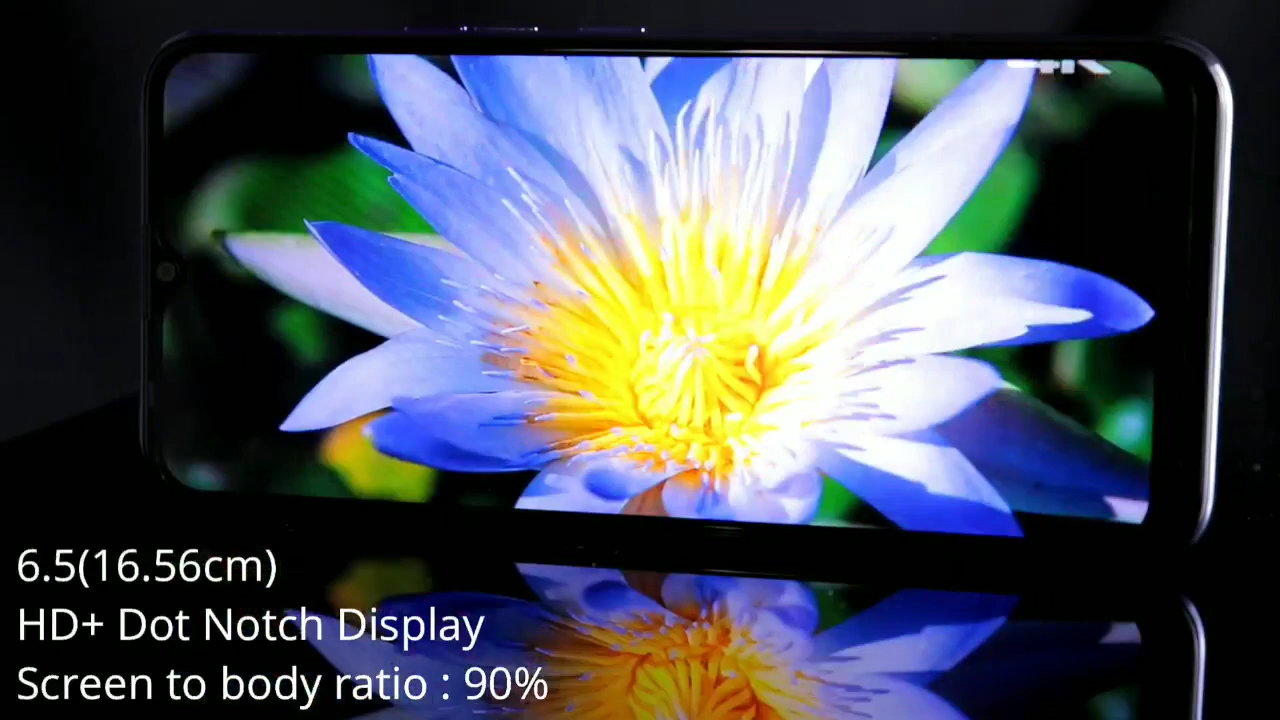 6.5(16.56cm)
HD+ Dot Notch Display
Screen to body ratio : 90%